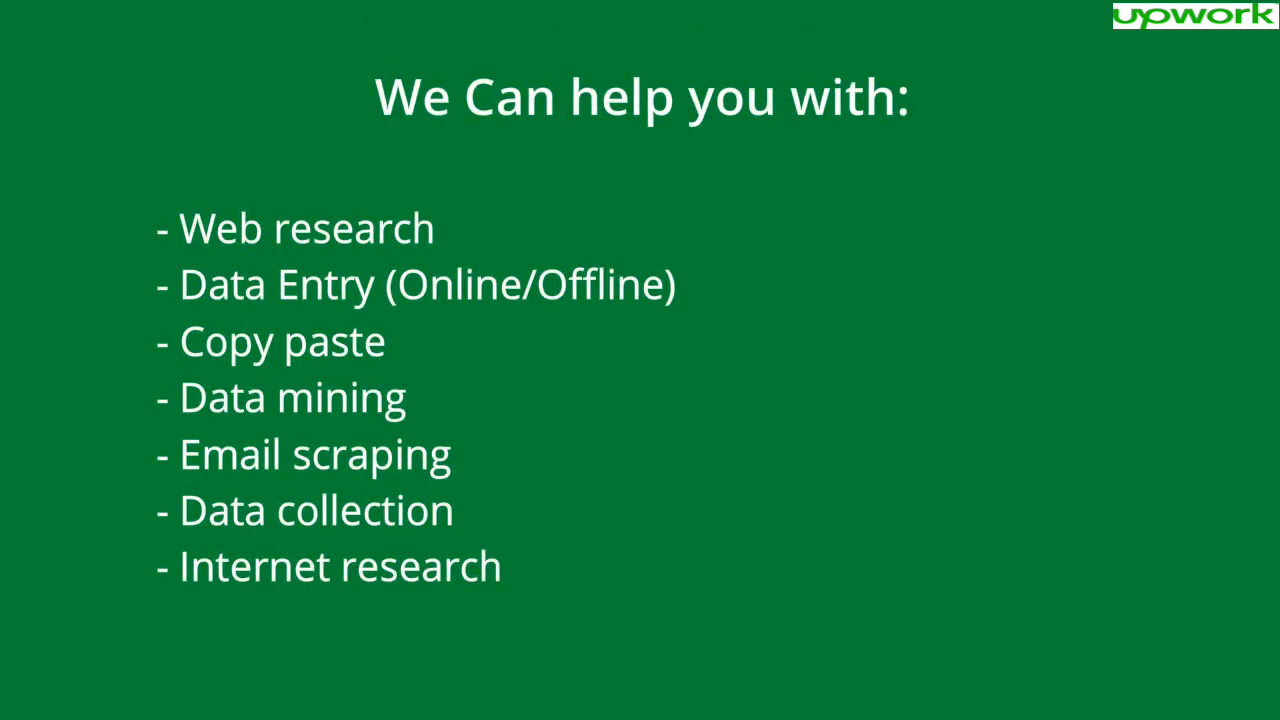 upwork
We Can help you with:
- Web research
- Data Entry (Online/Offline)
- Copy paste
- Data mining
- Email scraping
- Data collection
- Internet research